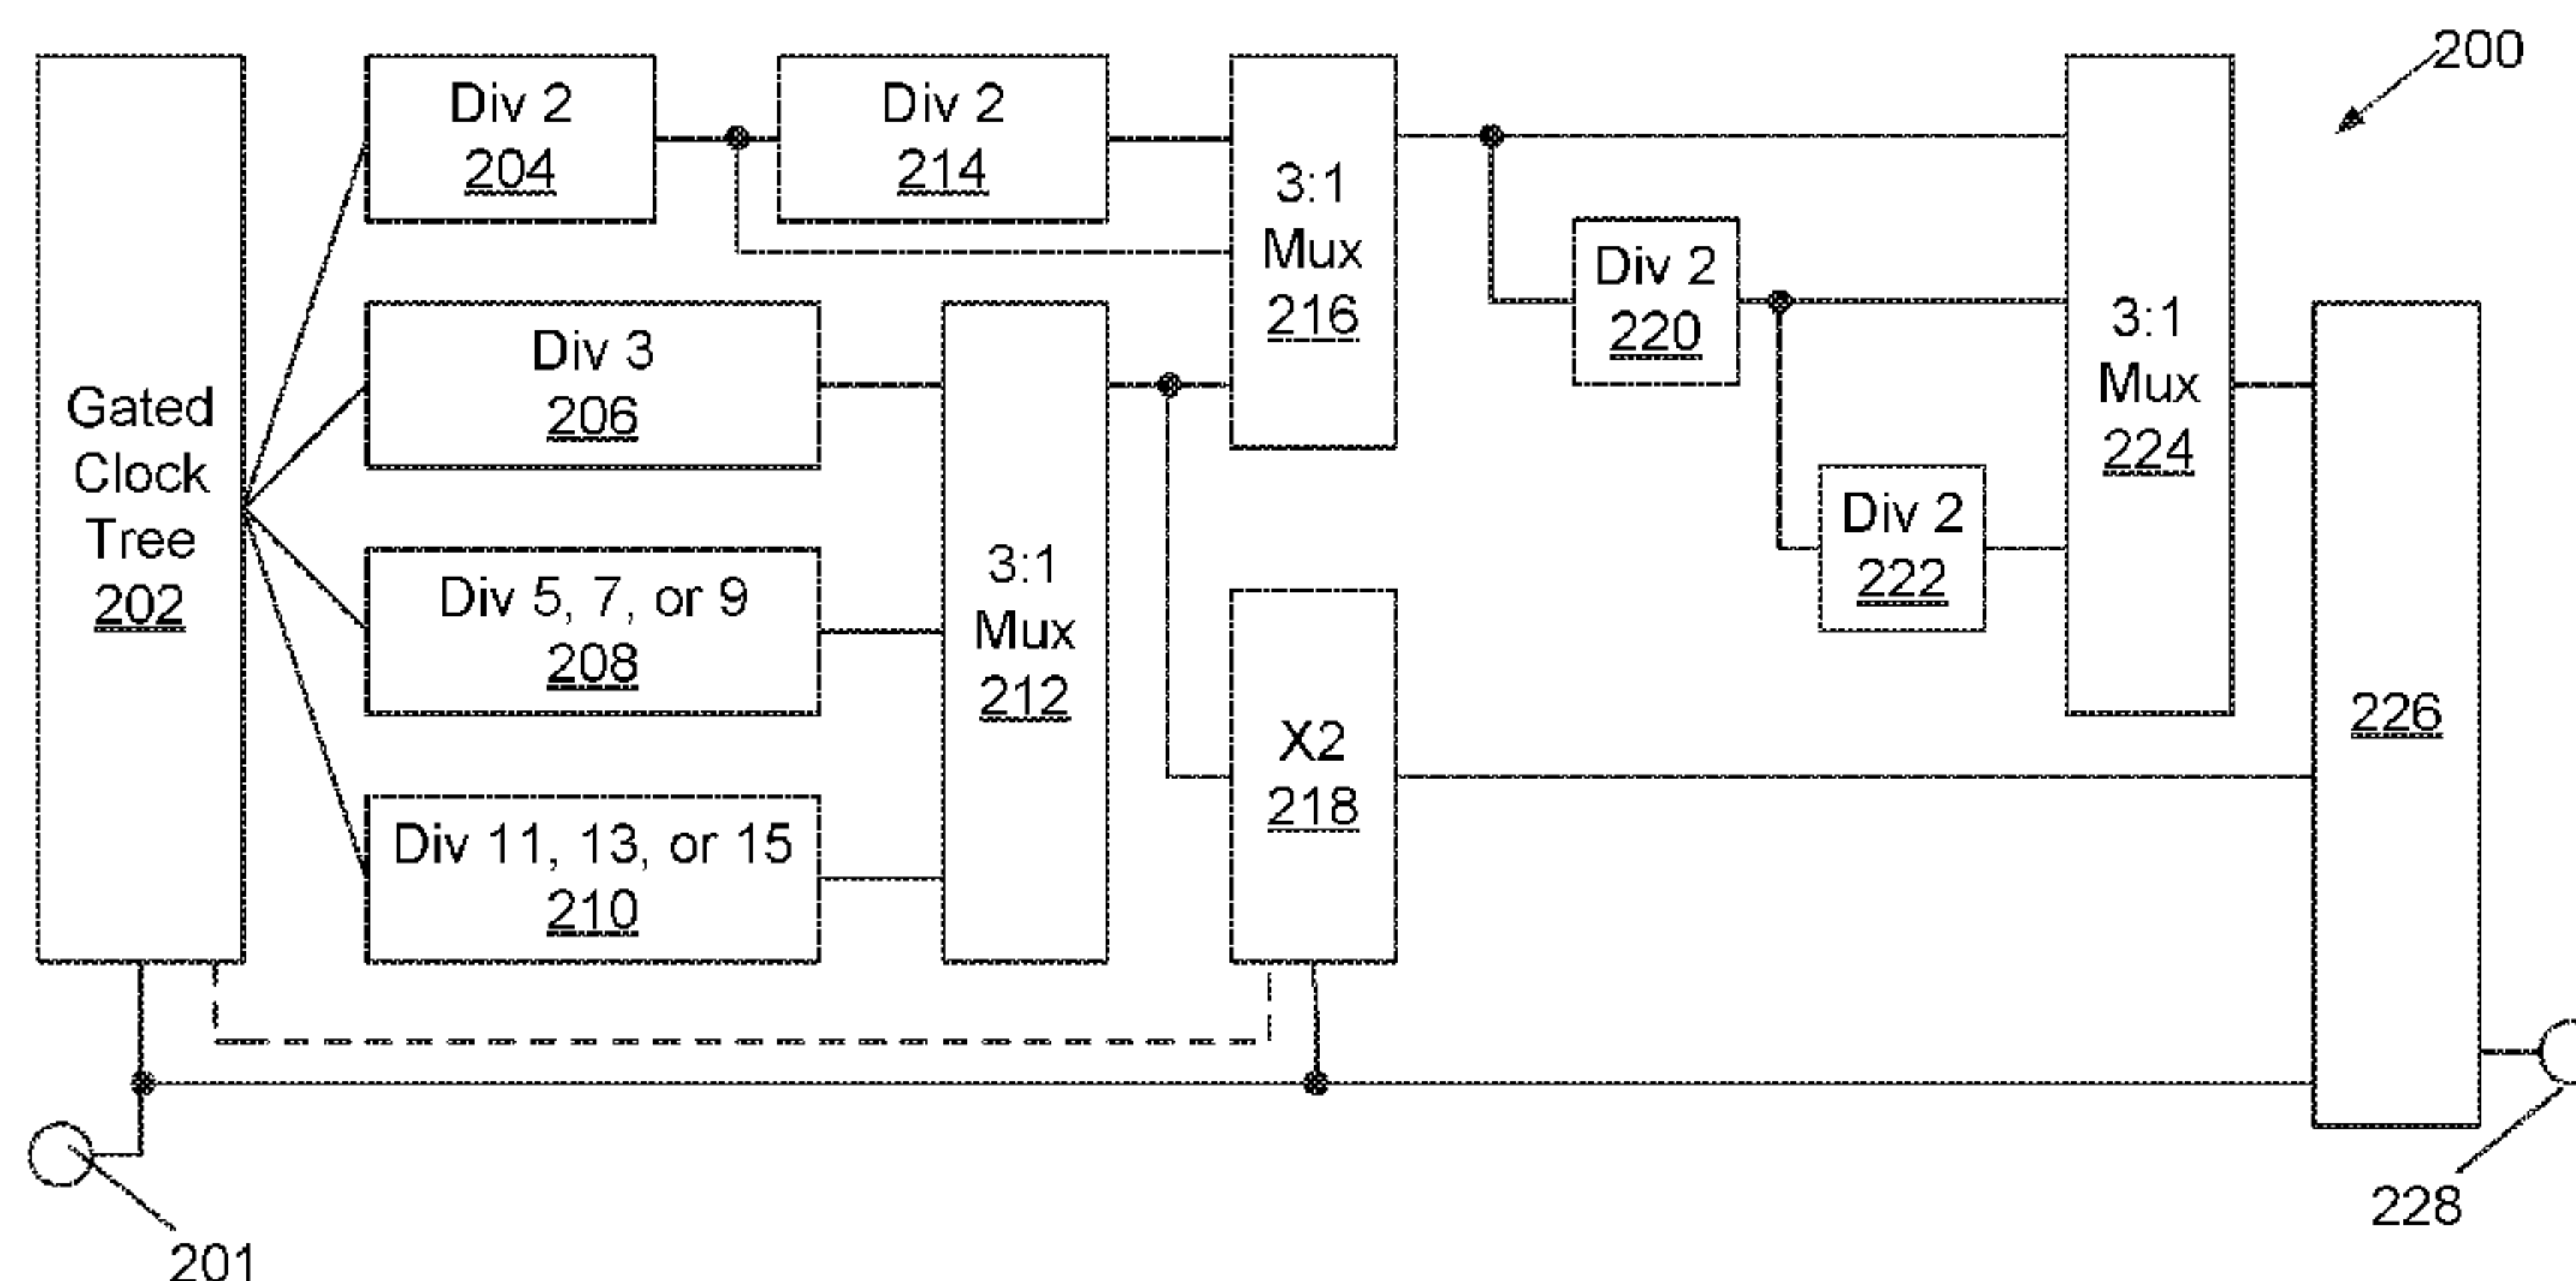 200
Div 2
204
Div 2
214
3:1
Mux
216
Div 2
220
3:1
Mux
224
Gated
Clock
Tree
202
Div 3
206
Div 5, 7, or 9
208
3:1
Mux
212
Div 2
222
226
X2
218
Div 11, 13, or 15
210
201
228